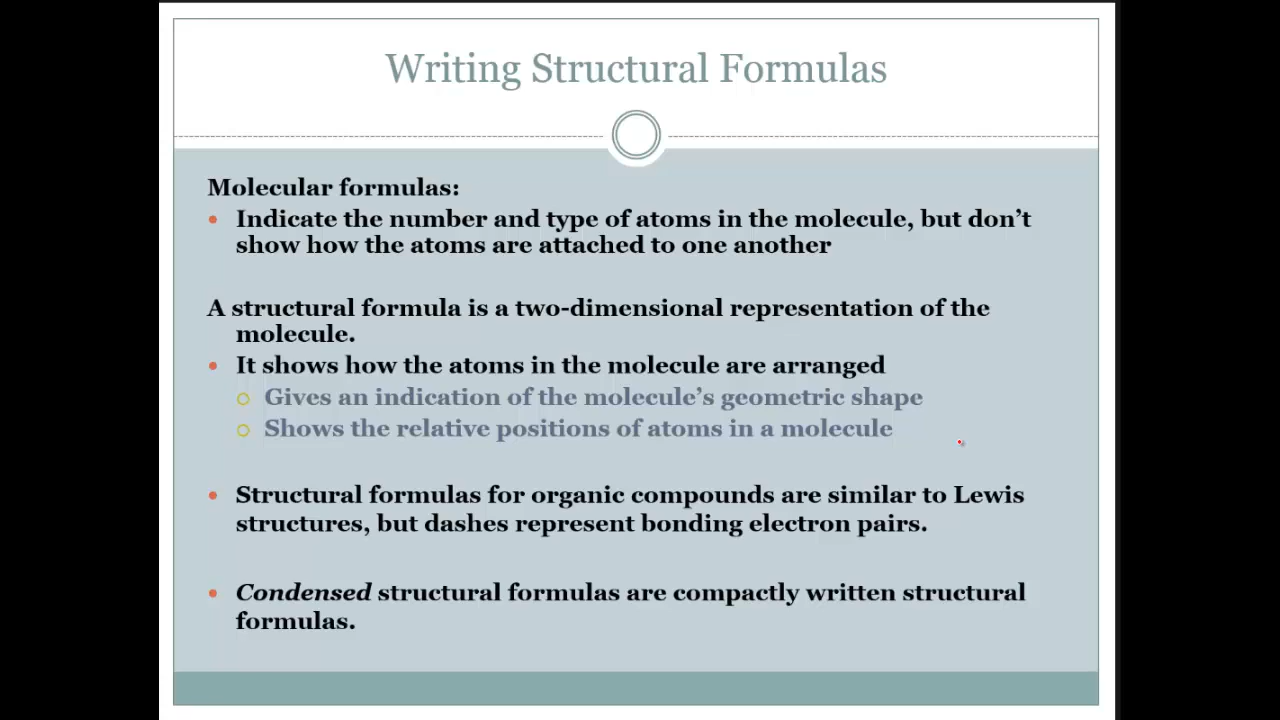 Writing Structural Formulas
Molecular formulas:
Indicate the number and type of atoms in the molecule, but don't
show how the atoms are attached to one another
A structural formula is a two-dimensional representation of the
molecule.
It shows how the atoms in the molecule are arranged
Gives an indication of the molecule's geometric shape
Shows the relative positions of atoms in a molecule
Structural formulas for organic compounds are similar to Lewis
structures, but dashes represent bonding electron pairs.
Condensed structural formulas are compactly written structural
formulas.